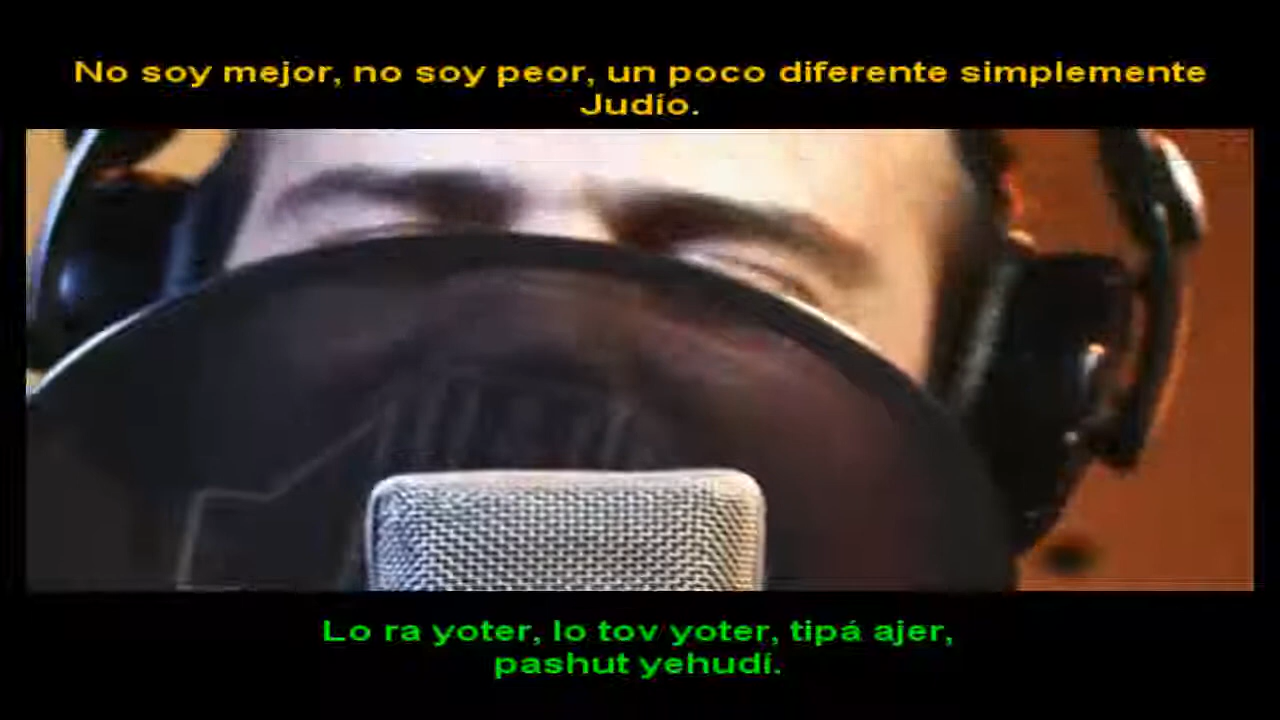 No soy mejor, no soy peor, un poco diferente simplemente
Judío.
Lo ra yoter, lo tov yoter, tipá ajer,
pashut yehudí.